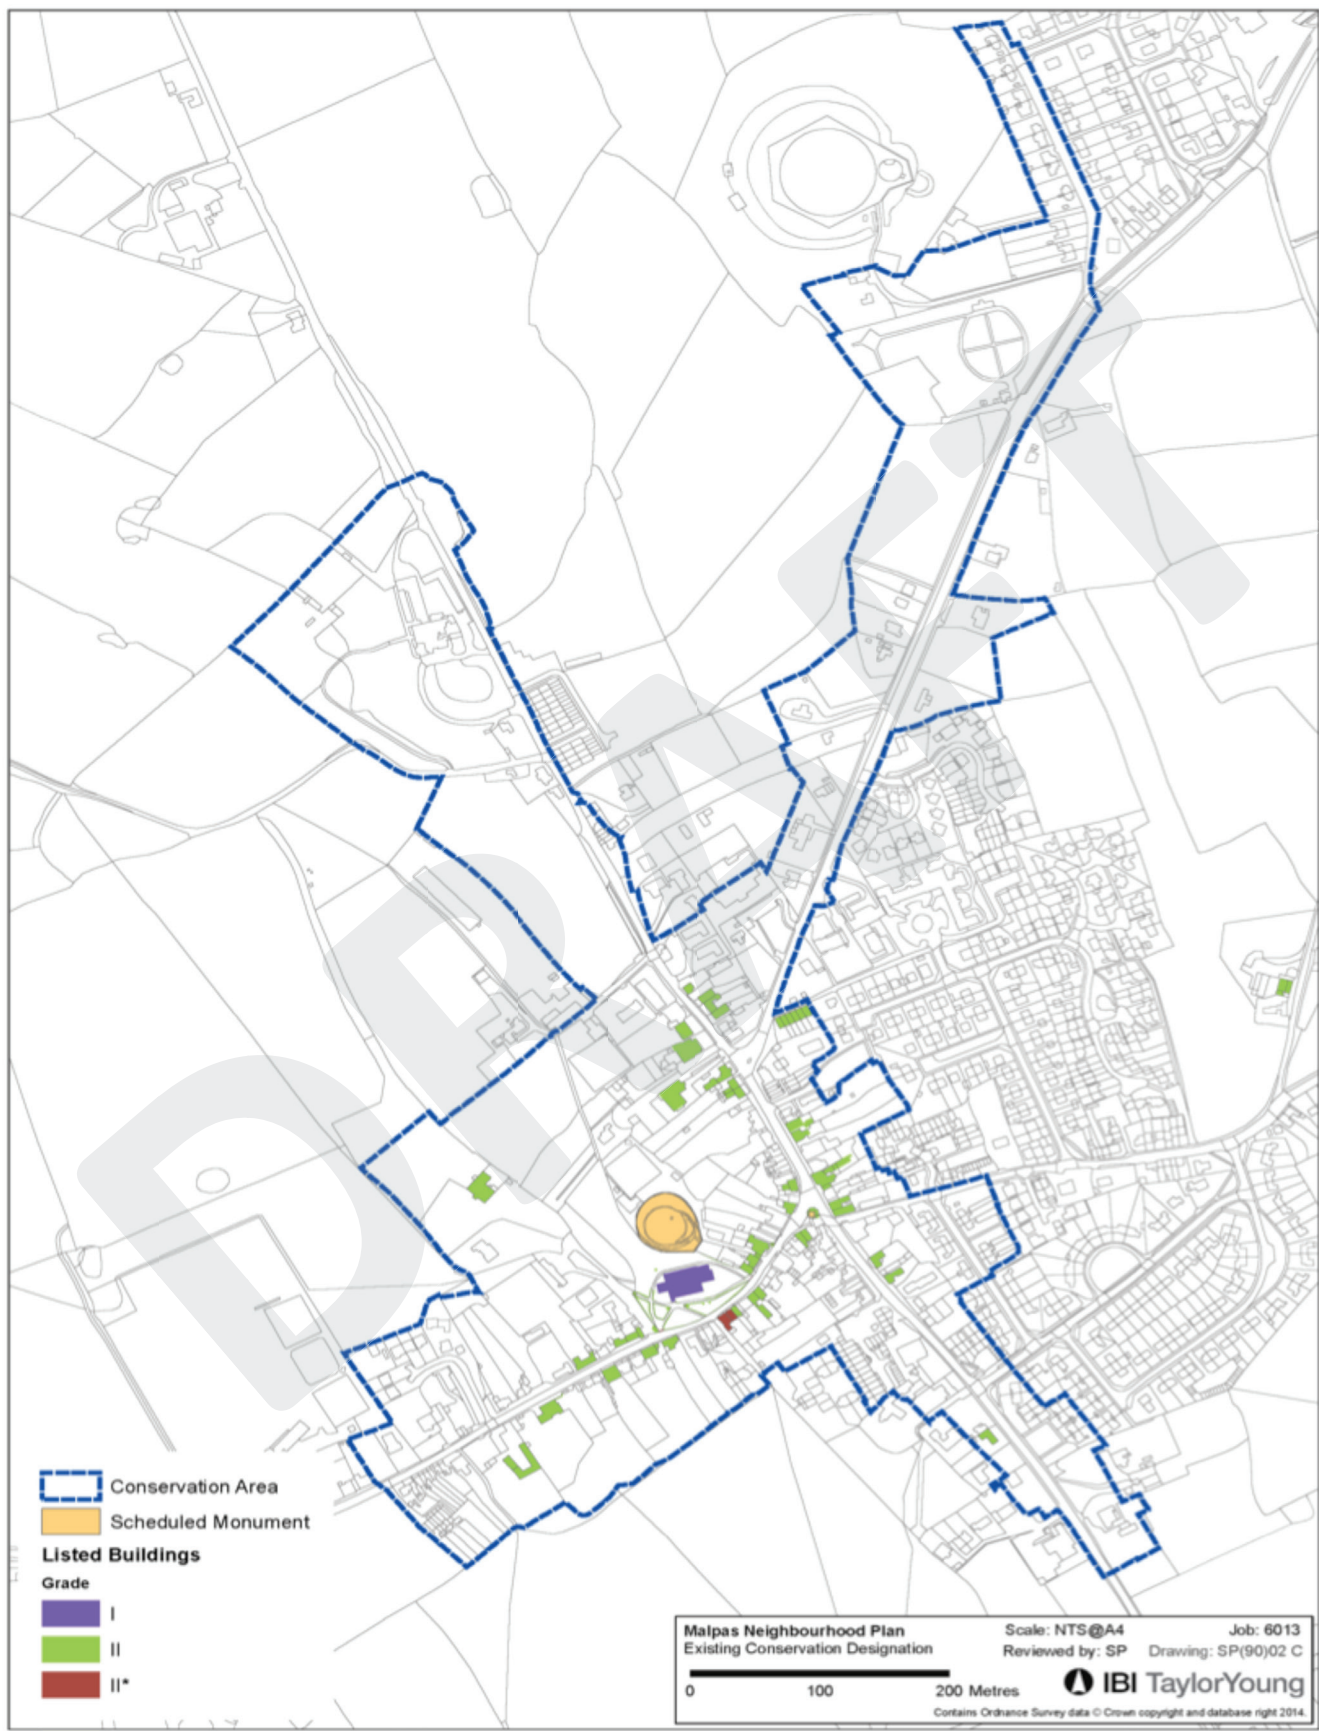 DRAFT
Conservation Area
Scheduled Monument
Listed Buildings
Grade
I
II
II*
Malpas Neighbourhood Plan
Existing Conservation Designation
Scale: NTS@A4
Job: 6013
Reviewed by: SP
Drawing: SP(90)02 C
0 100 200 Metres
IBI TaylorYoung
Contains Ordnance Survey data © Crown copyright and database right 2014.